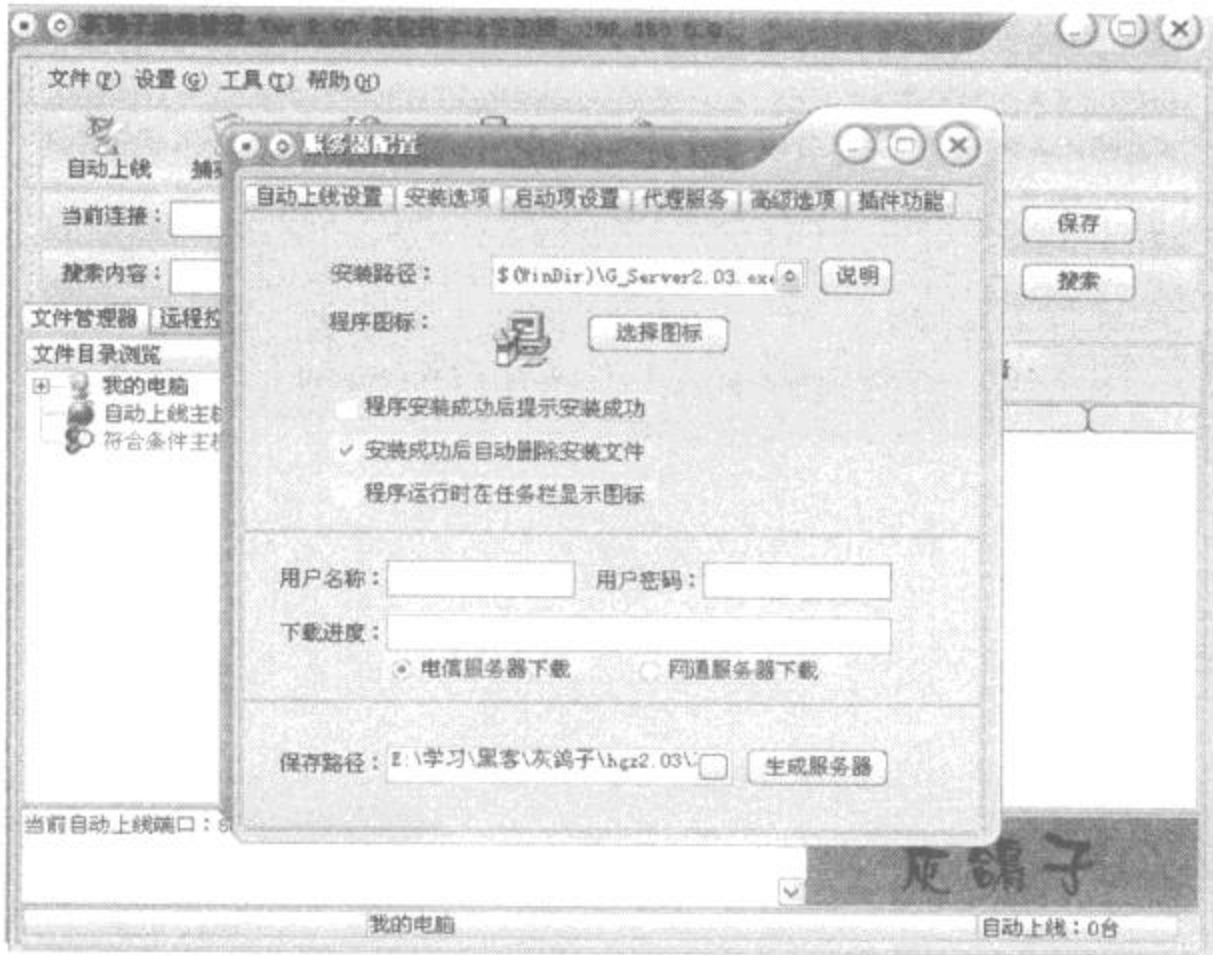 文件(F) 设置(G) 工具(T) 帮助(H)
自动上线
服务器配置
自动上线设置 安装选项 启动项设置 代理服务 高级选项 插件功能
当前连接： 保存
搜索内容： 搜索
安装路径： $(WinDir)\G_Server2.03.exe 说明
程序图标： 选择图标
文件管理器
文件目录浏览
我的电脑
自动上线主机
符合条件主机
程序安装成功后提示安装成功
安装成功后自动删除安装文件
程序运行时在任务栏显示图标
用户名称： 用户密码：
下载进度：
电信服务器下载 网通服务器下载
保存路径： E:\学习\黑客\灰鸽子\hgz2.03\ 生成服务器
当前自动上线端口：
灰鸽子
我的电脑 自动上线：0台